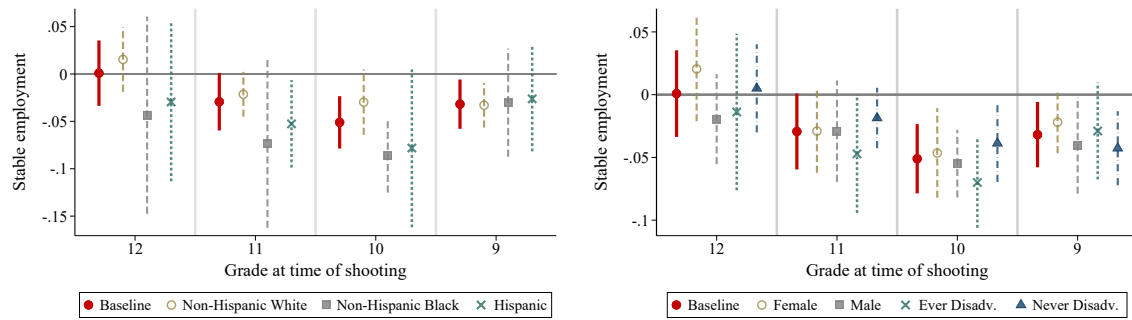 Stable employment
.05
0
-.05
-.1
-.15
12 11 10 9
Grade at time of shooting
Baseline Non-Hispanic White Non-Hispanic Black Hispanic
Stable employment
.05
0
-.05
-.1
12 11 10 9
Grade at time of shooting
Baseline Female Male Ever Disadv. Never Disadv.